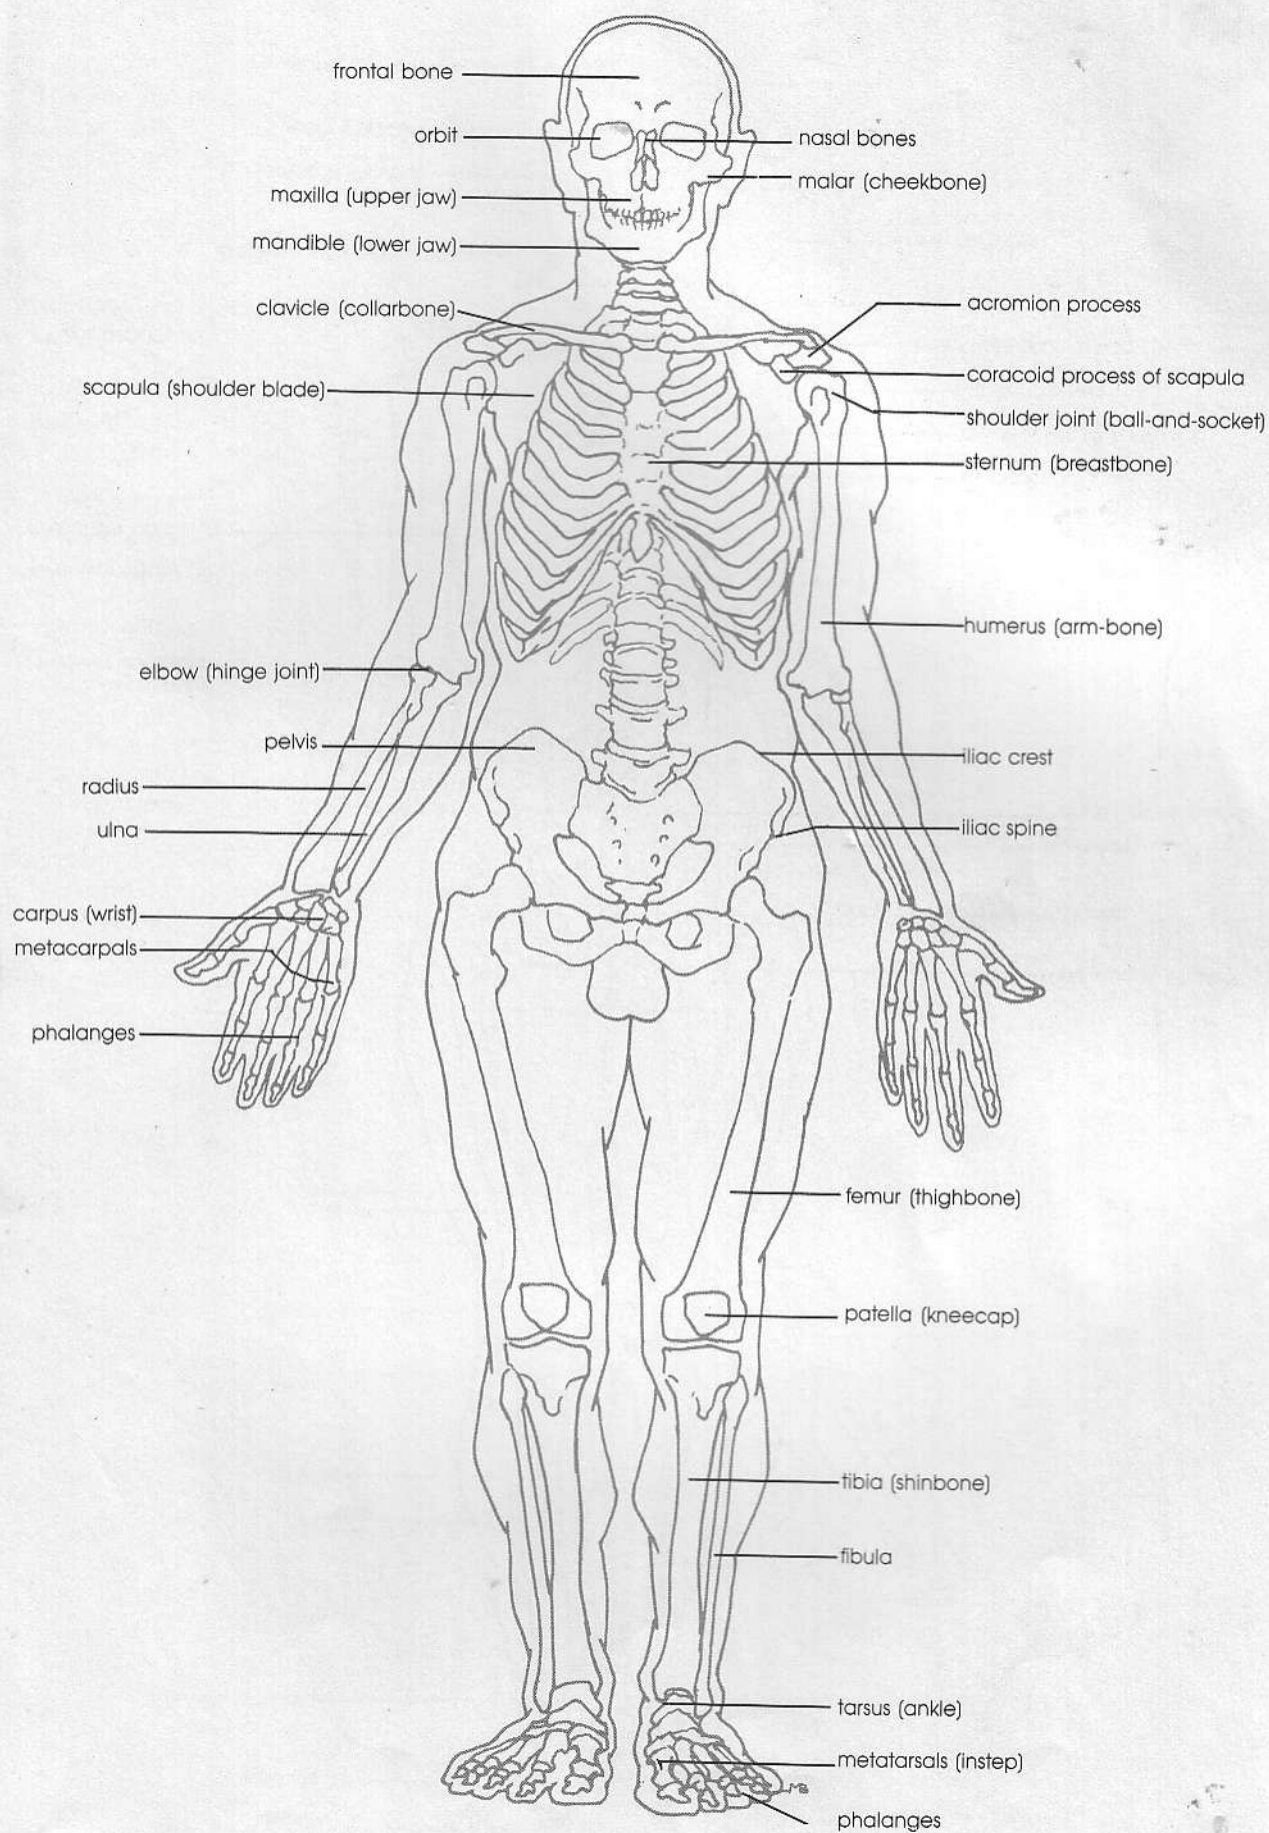 frontal bone
orbit
nasal bones
malar (cheekbone)
maxilla (upper jaw)
mandible (lower jaw)
clavicle (collarbone)
acromion process
scapula (shoulder blade)
coracoid process of scapula
shoulder joint (ball-and-socket)
sternum (breastbone)
humerus (arm-bone)
elbow (hinge joint)
pelvis
iliac crest
radius
ulna
iliac spine
carpus (wrist)
metacarpals
phalanges
femur (thighbone)
patella (kneecap)
tibia (shinbone)
fibula
tarsus (ankle)
metatarsals (instep)
MB
phalanges